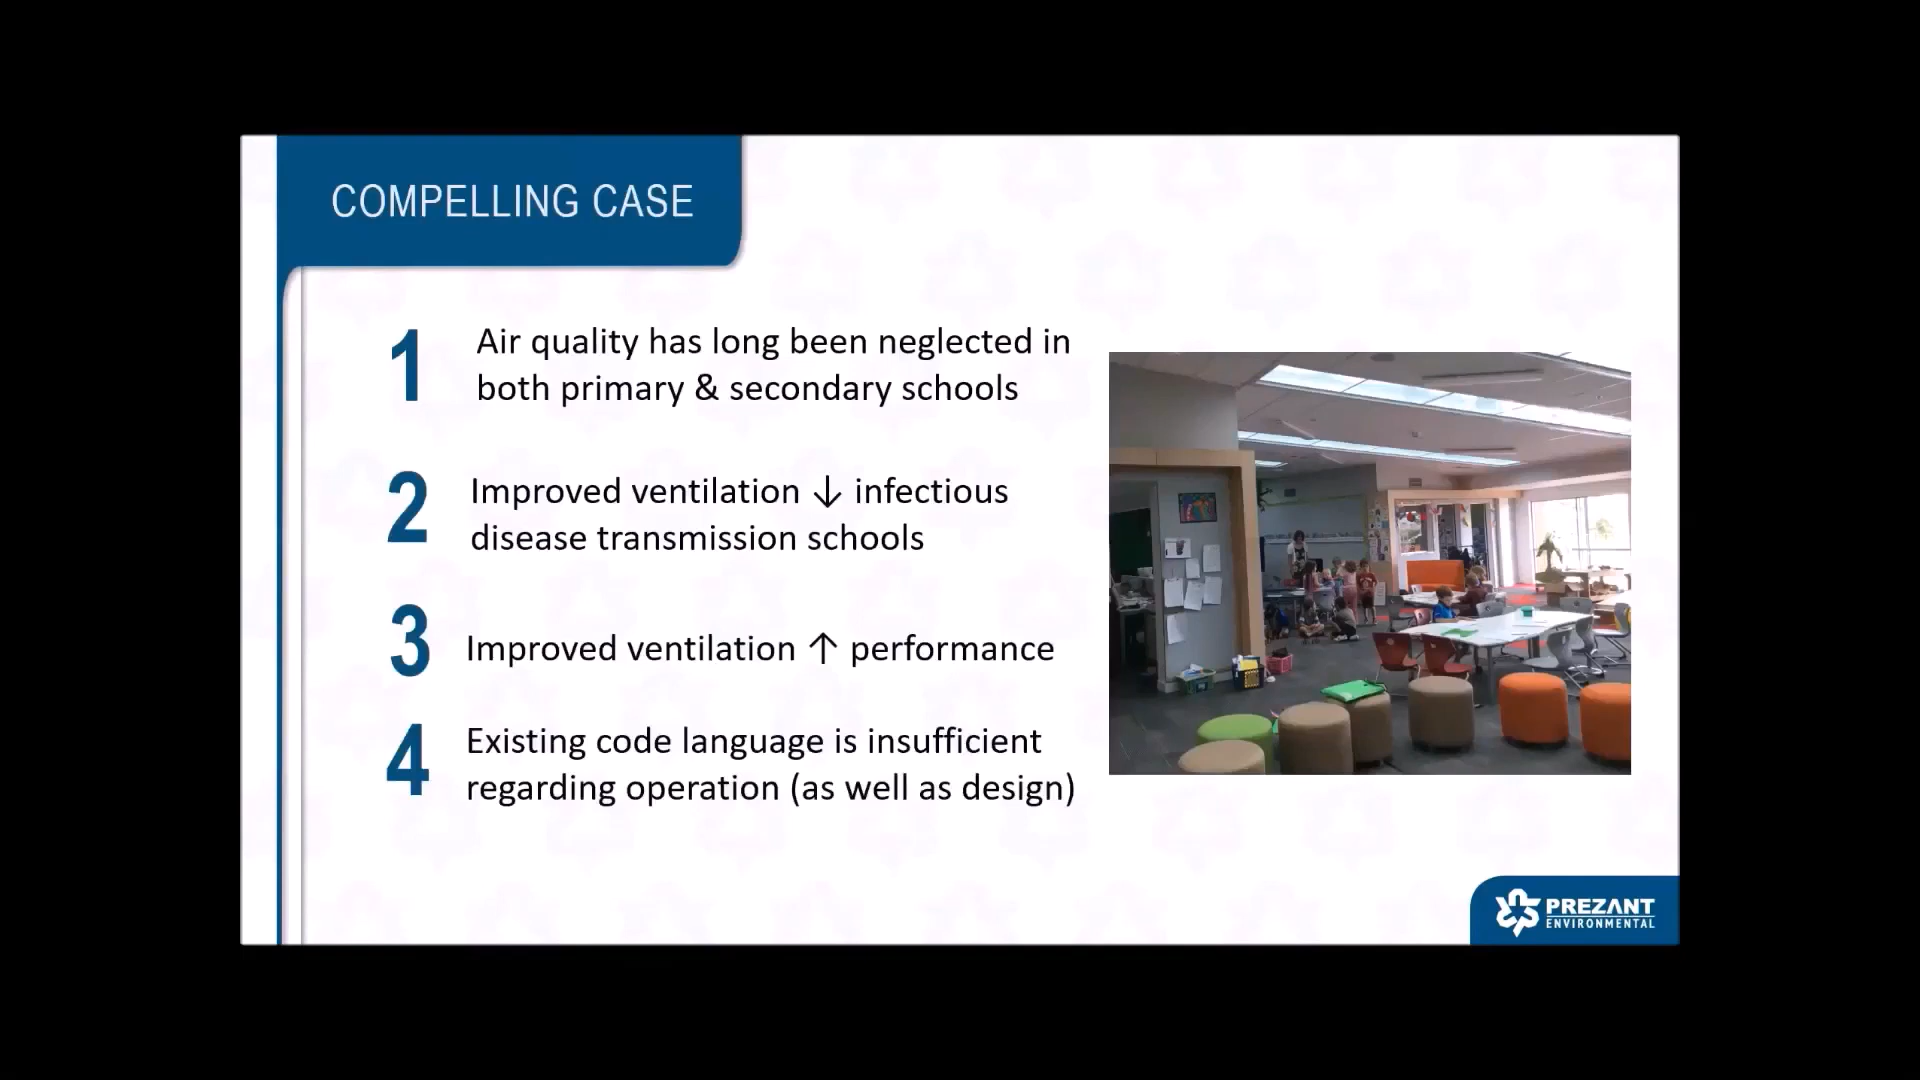 COMPELLING CASE
1
Air quality has long been neglected in
both primary & secondary schools
2
Improved ventilation ↓ infectious
disease transmission schools
3
Improved ventilation ↑ performance
4
Existing code language is insufficient
regarding operation (as well as design)
PREZANT
ENVIRONMENTAL